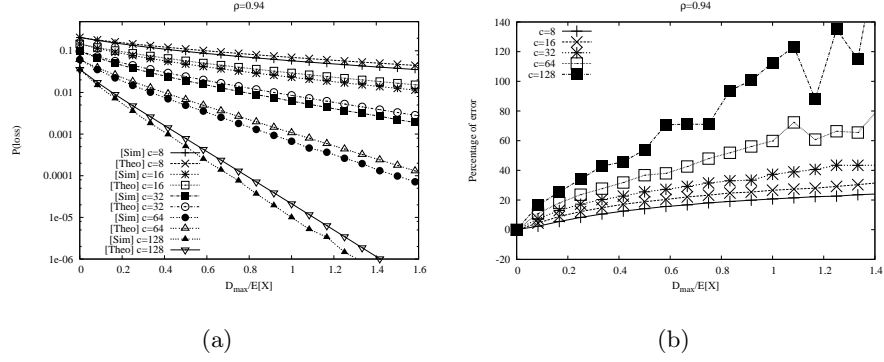 ρ=0.94
P(loss)
0.1
0.01
0.001
0.0001
1e-05
1e-06
[Sim] c=8
[Theo] c=8
[Sim] c=16
[Theo] c=16
[Sim] c=32
[Theo] c=32
[Sim] c=64
[Theo] c=64
[Sim] c=128
[Theo] c=128
0 0.2 0.4 0.6 0.8 1 1.2 1.4 1.6
Dmax/E[X]
(a)
ρ=0.94
Percentage of error
140
120
100
80
60
40
20
0
-20
c=8
c=16
c=32
c=64
c=128
0 0.2 0.4 0.6 0.8 1 1.2 1.4
Dmax/E[X]
(b)